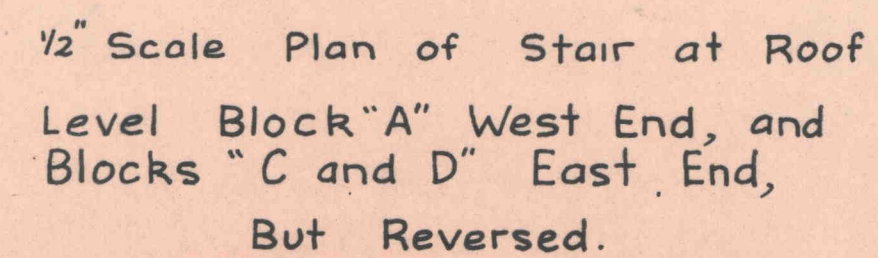 1/2" Scale Plan of Stair at Roof
Level Block "A" West End, and
Blocks "C and D" East End,
But Reversed.